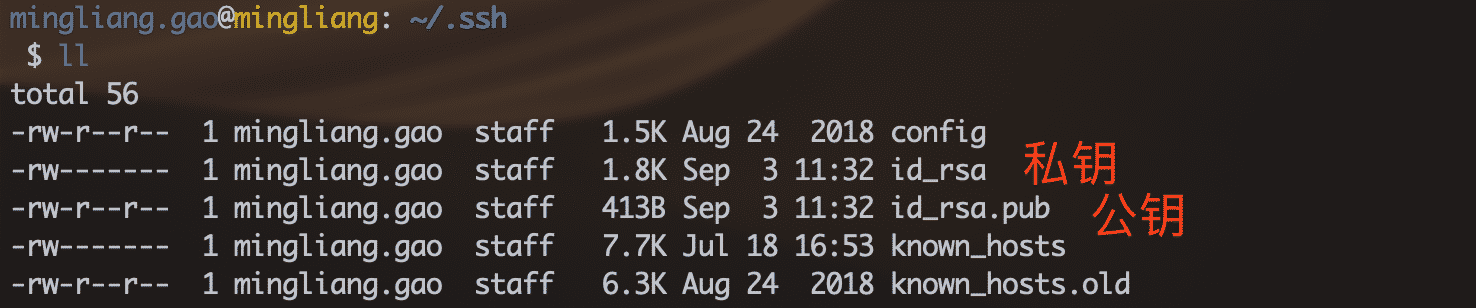 mingliang.gao@mingliang: ~/.ssh
$ ll
total 56
-rw-r--r--  1 mingliang.gao  staff   1.5K Aug 24  2018 config
-rw-------  1 mingliang.gao  staff   1.8K Sep  3 11:32 id_rsa 私钥
-rw-r--r--  1 mingliang.gao  staff   413B Sep  3 11:32 id_rsa.pub 公钥
-rw-------  1 mingliang.gao  staff   7.7K Jul 18 16:53 known_hosts
-rw-r--r--  1 mingliang.gao  staff   6.3K Aug 24  2018 known_hosts.old